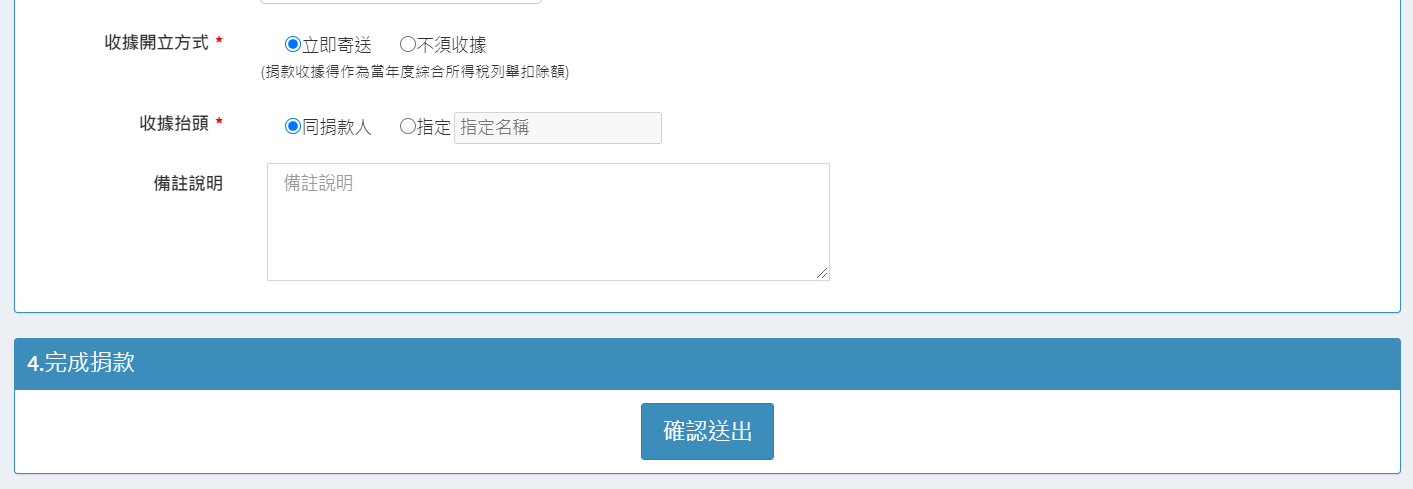 收據開立方式 *
立即寄送 不須收據
(捐款收據得作為當年度綜合所得稅列舉扣除額)
收據抬頭 *
同捐款人 指定 指定名稱
備註說明
備註說明
4.完成捐款
確認送出